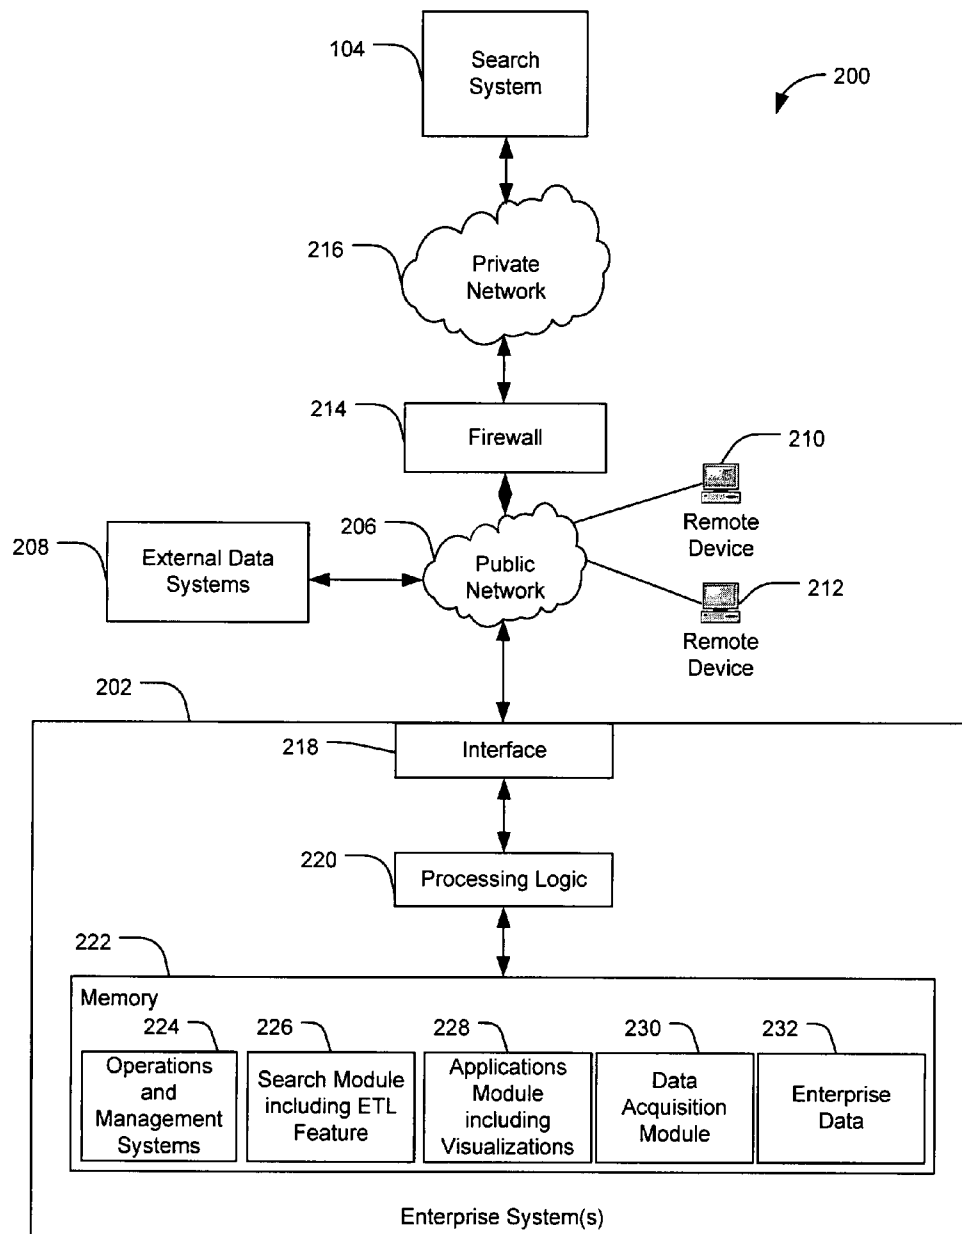 104
Search
System
200
216
Private
Network
214
Firewall
210
Remote
Device
206
Public
Network
208
External Data
Systems
212
Remote
Device
202
218
Interface
220
Processing Logic
222
Memory
224
Operations
and
Management
Systems
226
Search Module
including ETL
Feature
228
Applications
Module
including
Visualizations
230
Data
Acquisition
Module
232
Enterprise
Data
Enterprise System(s)